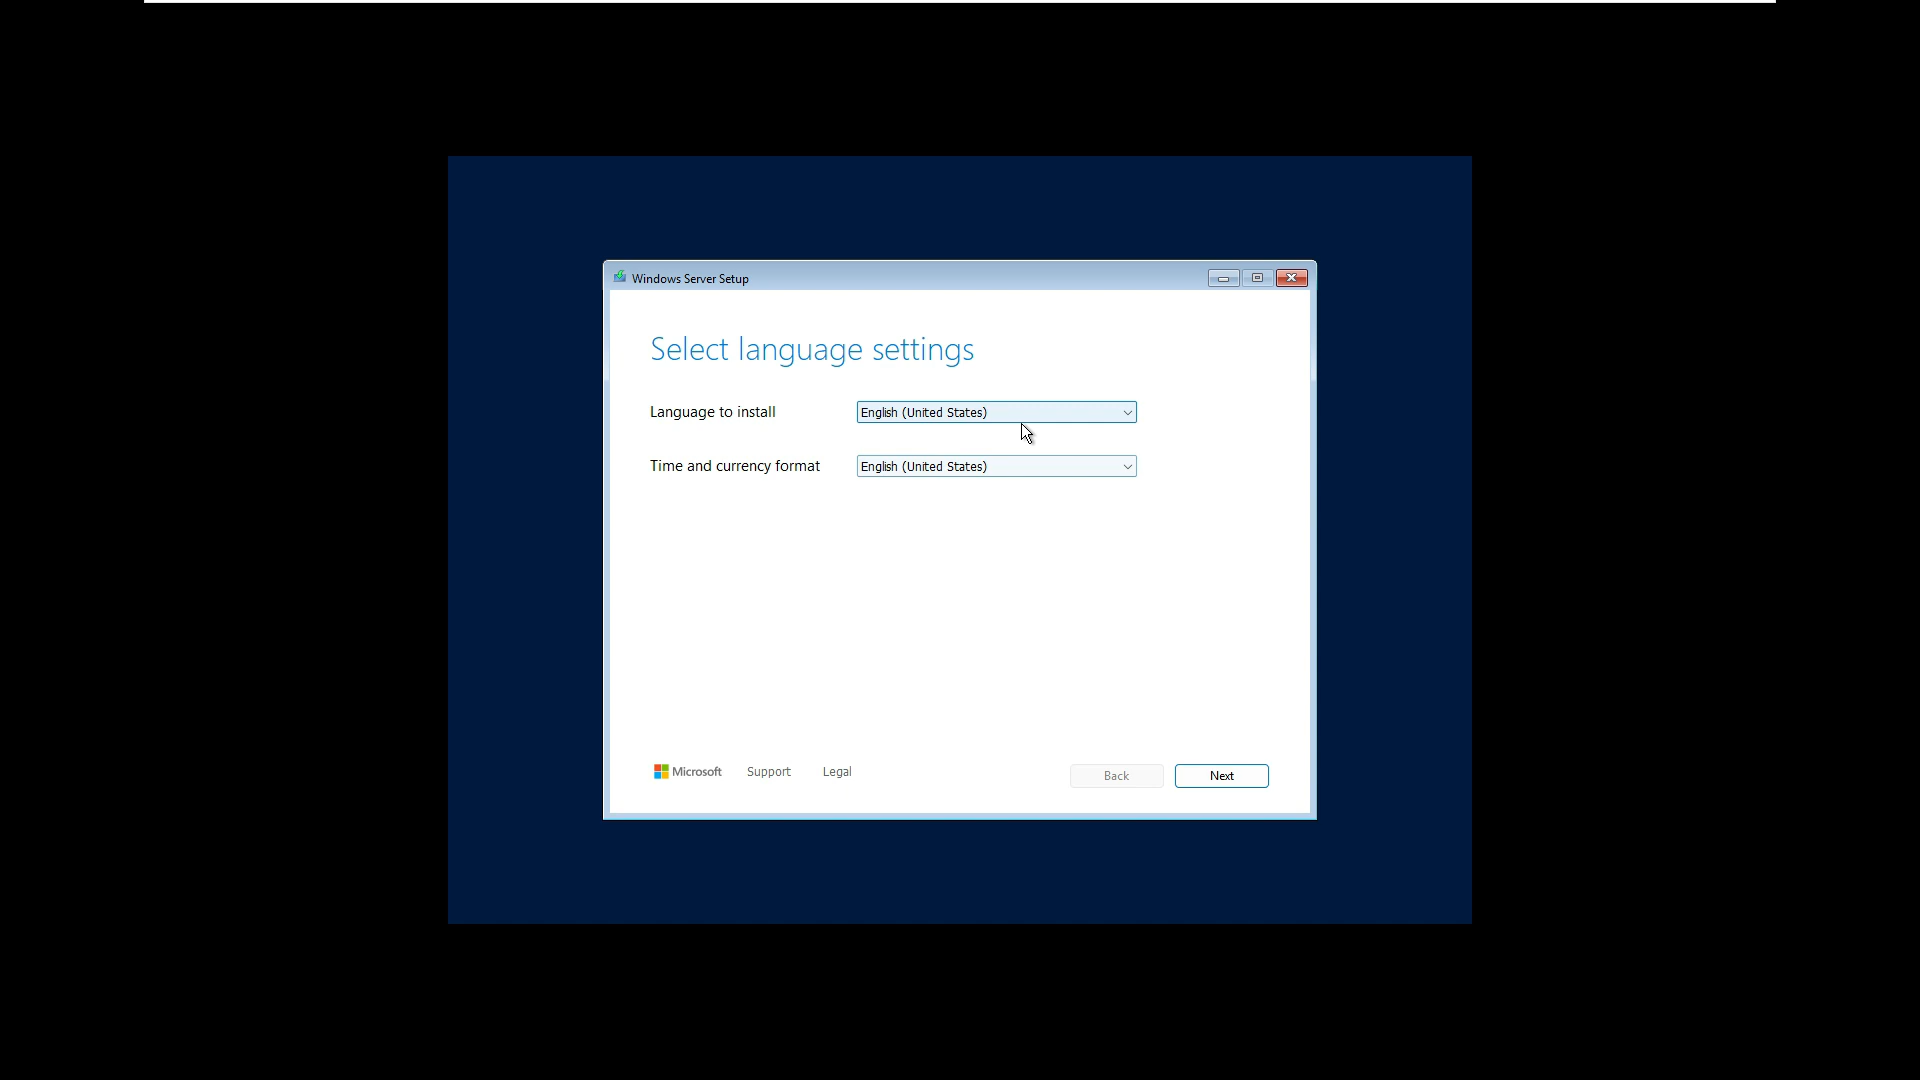 Windows Server Setup
Select language settings
Language to install
English (United States)
Time and currency format
English (United States)
Microsoft Support Legal
Back Next